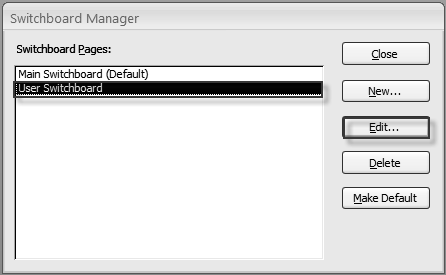 Switchboard Manager
Switchboard Pages:
Main Switchboard (Default)
User Switchboard
Close
New...
Edit...
Delete
Make Default